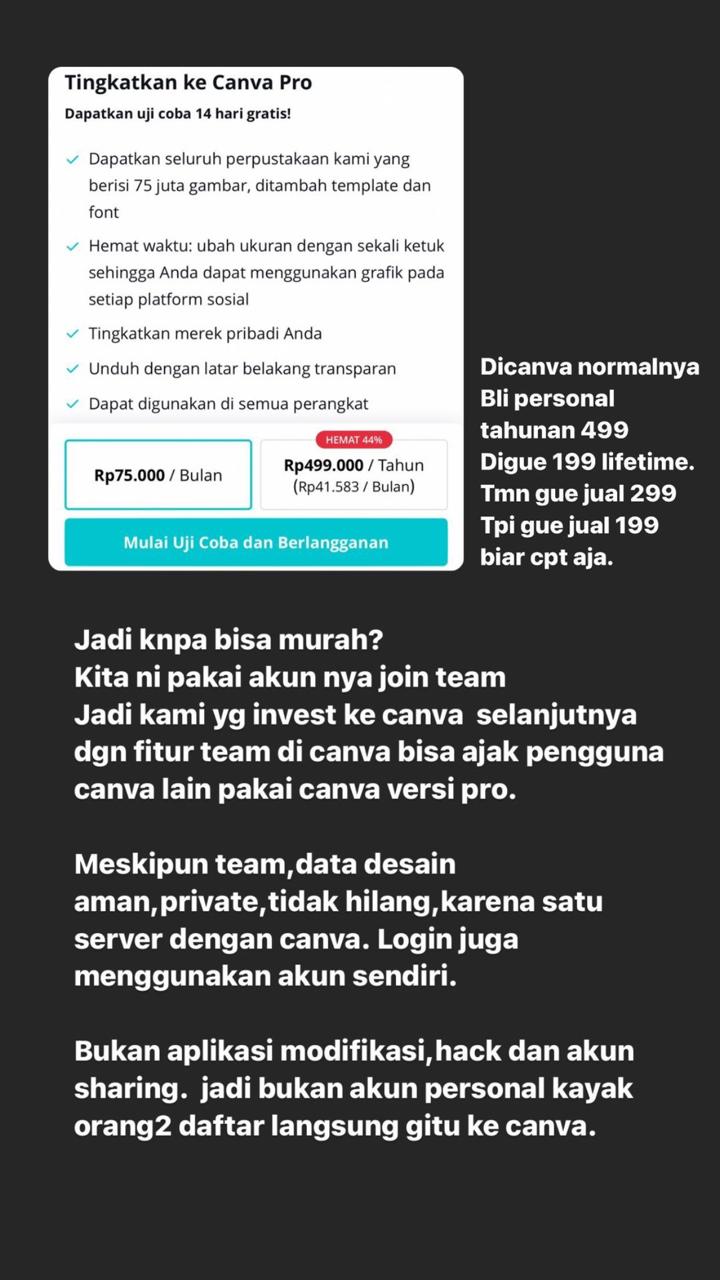 Tingkatkan ke Canva Pro
Dapatkan uji coba 14 hari gratis!
Dapatkan seluruh perpustakaan kami yang
berisi 75 juta gambar, ditambah template dan
font
Hemat waktu: ubah ukuran dengan sekali ketuk
sehingga Anda dapat menggunakan grafik pada
setiap platform sosial
Tingkatkan merek pribadi Anda
Unduh dengan latar belakang transparan
Dapat digunakan di semua perangkat
HEMAT 44%
Rp75.000 / Bulan
Rp499.000 / Tahun
(Rp41.583 / Bulan)
Mulai Uji Coba dan Berlangganan
Dicanva normalnya
Bli personal
tahunan 499
Digue 199 lifetime.
Tmn gue jual 299
Tpi gue jual 199
biar cpt aja.
Jadi knpa bisa murah?
Kita ni pakai akun nya join team
Jadi kami yg invest ke canva  selanjutnya
dgn fitur team di canva bisa ajak pengguna
canva lain pakai canva versi pro.
Meskipun team,data desain
aman,private,tidak hilang,karena satu
server dengan canva. Login juga
menggunakan akun sendiri.
Bukan aplikasi modifikasi,hack dan akun
sharing.  jadi bukan akun personal kayak
orang2 daftar langsung gitu ke canva.